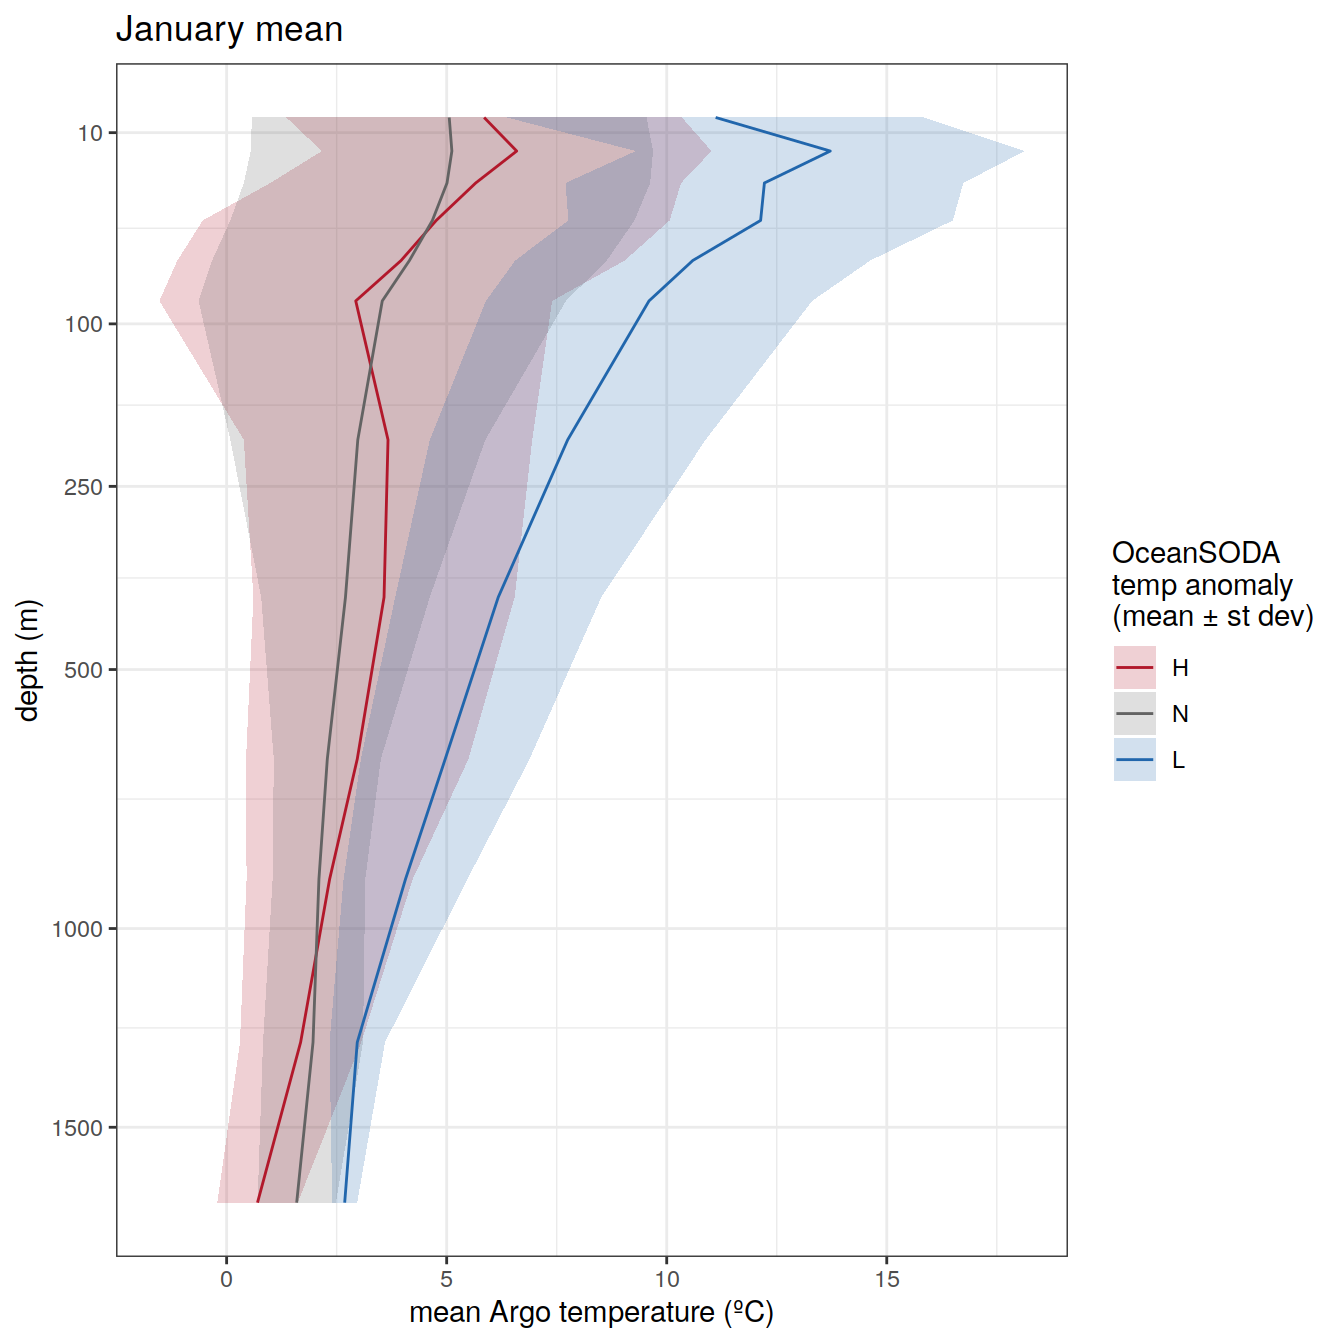 January mean
10
100
250
500
1000
1500
depth (m)
0
5
10
15
mean Argo temperature (ºC)
OceanSODA
temp anomaly
(mean ± st dev)
H
N
L